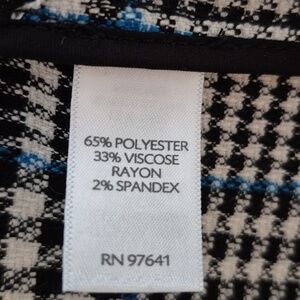 65% POLYESTER
33% VISCOSE
RAYON
2% SPANDEX
RN 97641